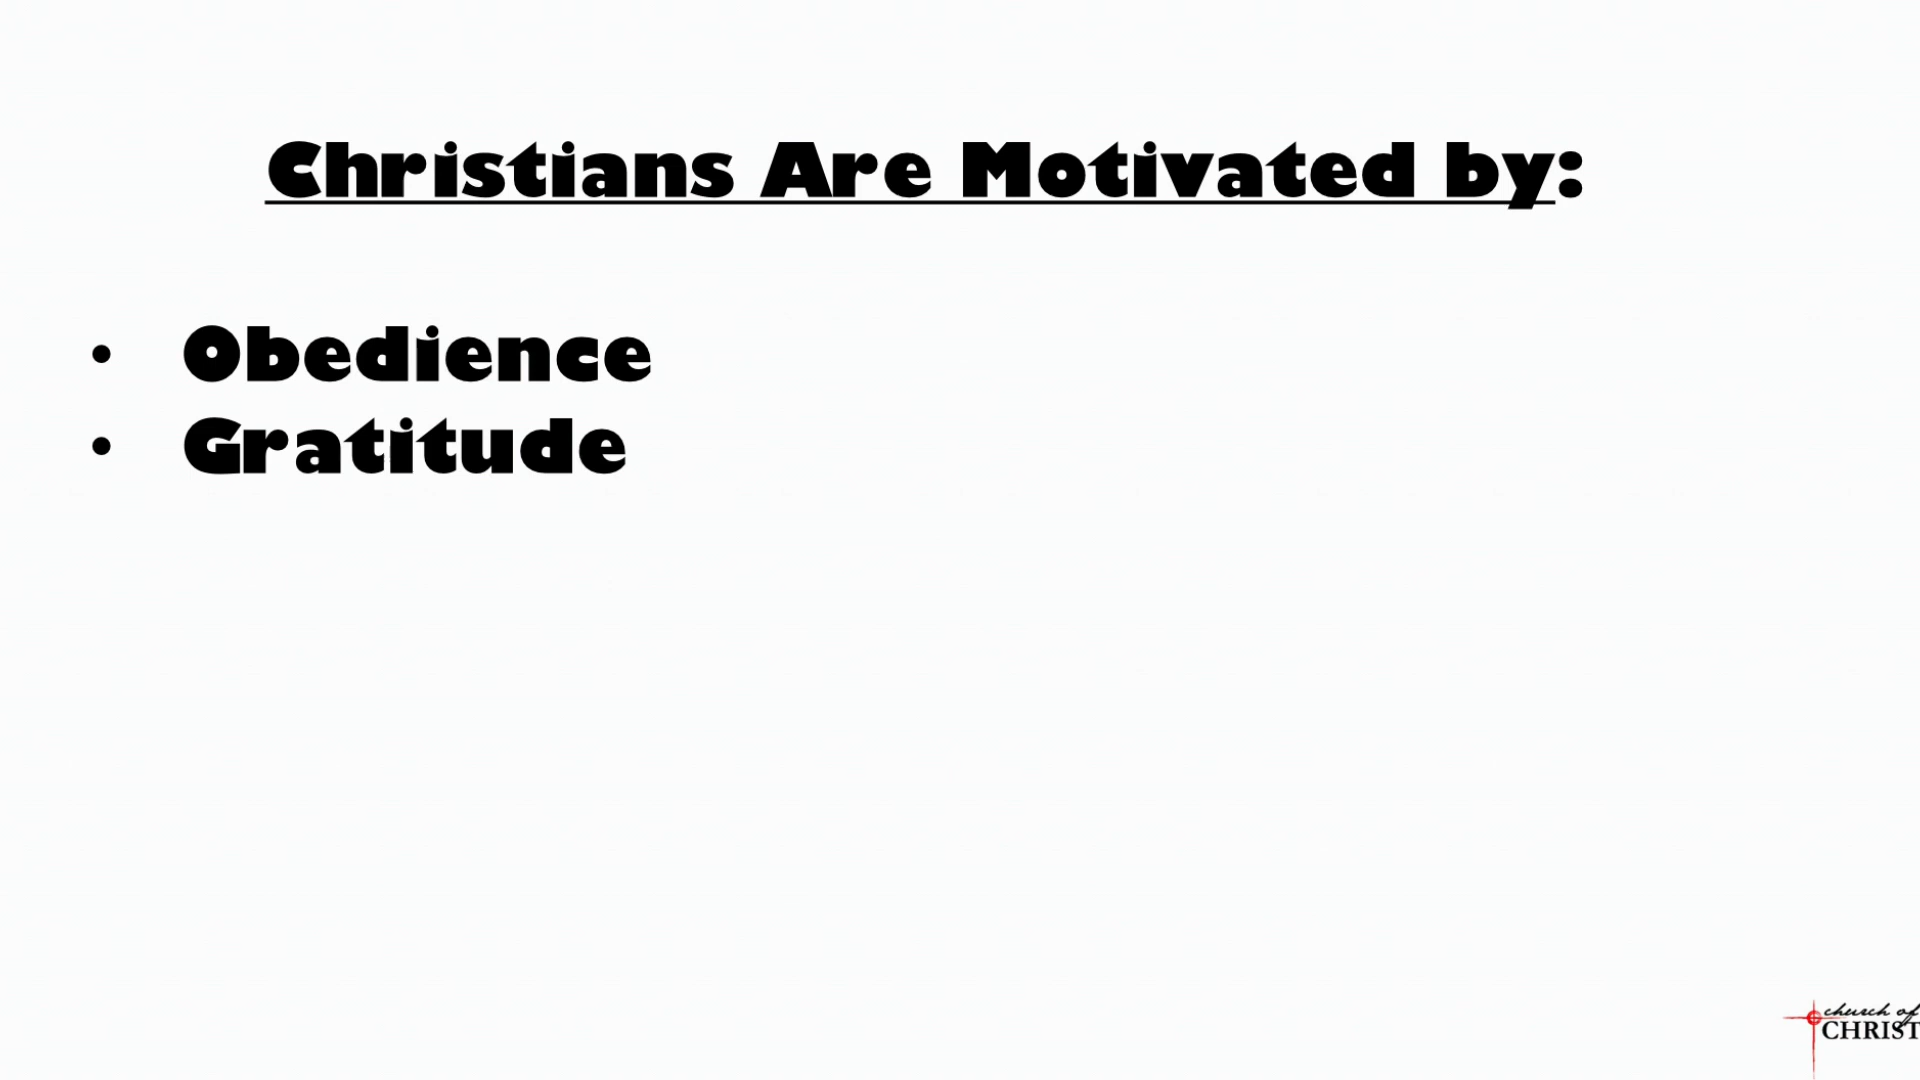 Christians Are Motivated by:
• Obedience
• Gratitude
church of
CHRIST